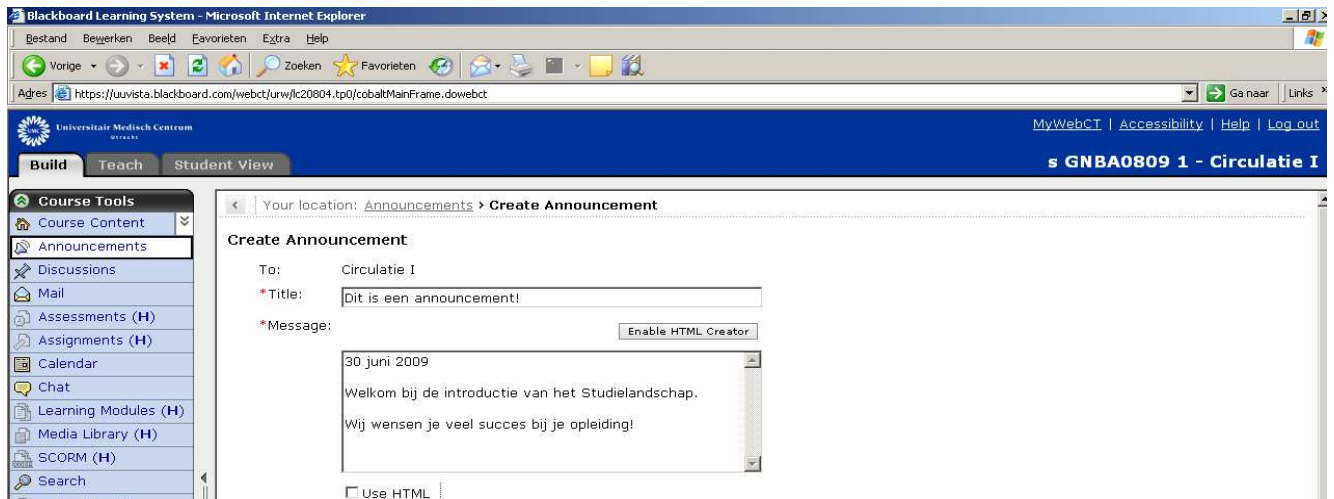 Blackboard Learning System - Microsoft Internet Explorer
Bestand Bewerken Beeld Favorieten Extra Help
Vorige Zoeken Favorieten
Adres https://uuvista.blackboard.com/webct/urw/lc20804.tp0/cobaltMainFrame.dowebct Ga naar Links »
UMC Universitair Medisch Centrum Utrecht
MyWebCT | Accessibility | Help | Log out
Build Teach Student View
s GNBA0809 1 - Circulatie I
Course Tools
Course Content
Announcements
Discussions
Mail
Assessments (H)
Assignments (H)
Calendar
Chat
Learning Modules (H)
Media Library (H)
SCORM (H)
Search
Your location: Announcements > Create Announcement
Create Announcement
To: Circulatie I
*Title: Dit is een announcement!
*Message:
Enable HTML Creator
30 juni 2009
Welkom bij de introductie van het Studielandschap.
Wij wensen je veel succes bij je opleiding!
Use HTML